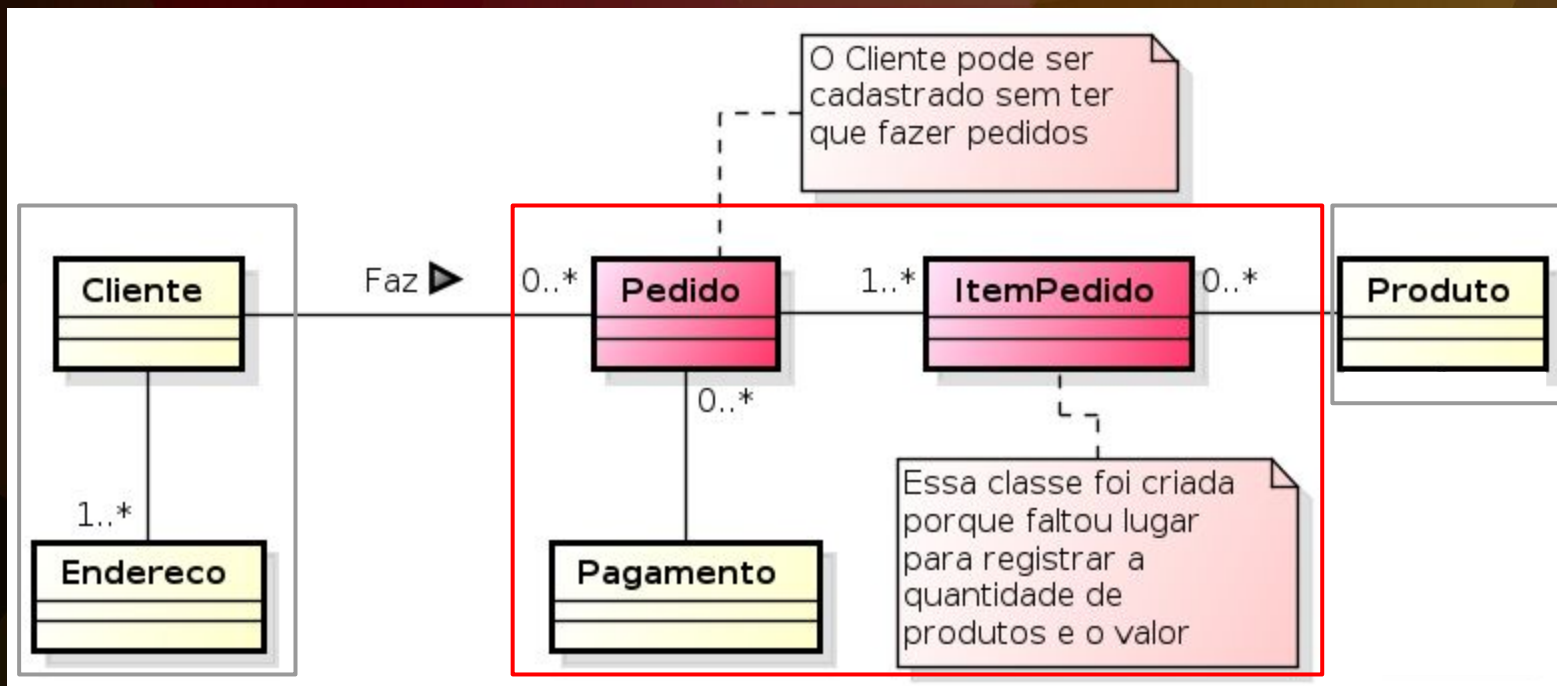 O Cliente pode ser
cadastrado sem ter
que fazer pedidos
Cliente
Faz
0..*
Pedido
1..*
ItemPedido
0..*
Produto
0..*
1..*
Endereco
Pagamento
Essa classe foi criada
porque faltou lugar
para registrar a
quantidade de
produtos e o valor